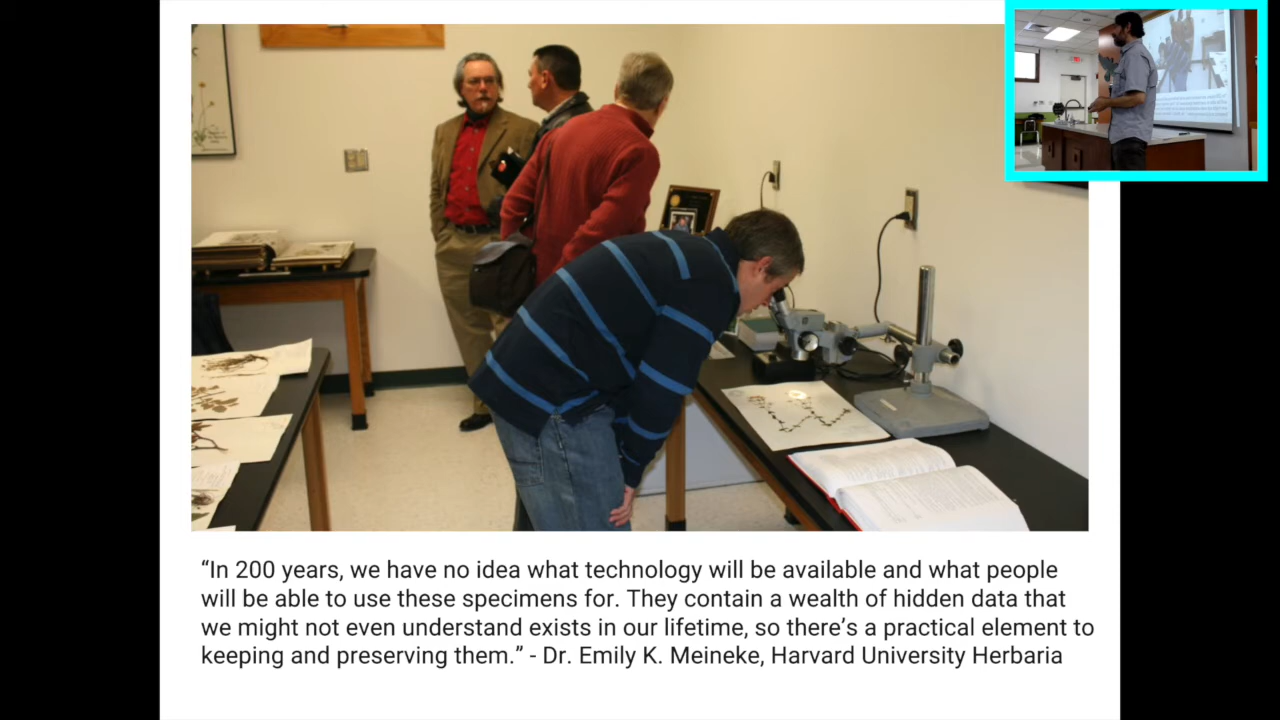 “In 200 years, we have no idea what technology will be available and what people
will be able to use these specimens for. They contain a wealth of hidden data that
we might not even understand exists in our lifetime, so there’s a practical element to
keeping and preserving them.” - Dr. Emily K. Meineke, Harvard University Herbaria